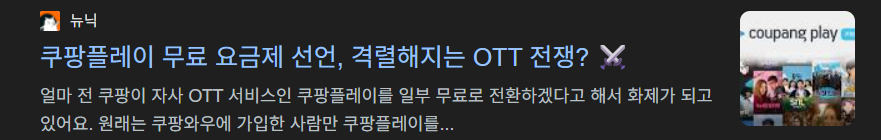 뉴닉
쿠팡플레이 무료 요금제 선언, 격렬해지는 OTT 전쟁? ⚔️
얼마 전 쿠팡이 자사 OTT 서비스인 쿠팡플레이를 일부 무료로 전환하겠다고 해서 화제가 되고
있어요. 원래는 쿠팡와우에 가입한 사람만 쿠팡플레이를...
coupang play